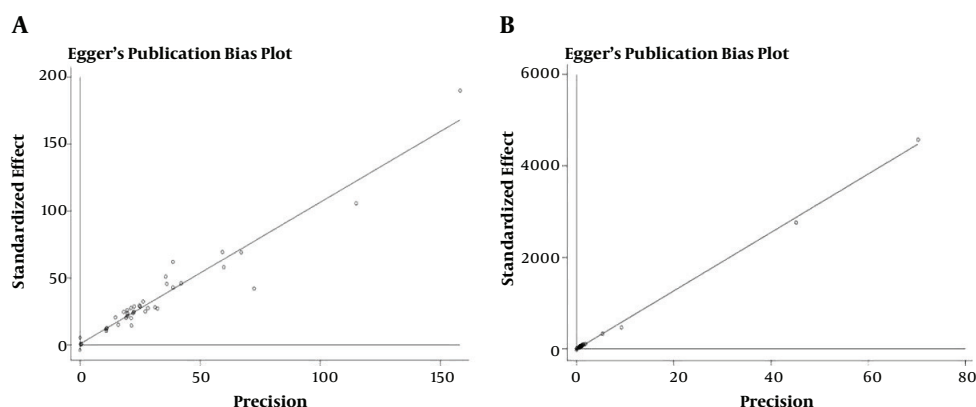 A
Egger's Publication Bias Plot
200
150
100
50
0
Standardized Effect
0
50
100
150
Precision
B
Egger's Publication Bias Plot
6000
4000
2000
0
Standardized Effect
0
20
40
60
80
Precision